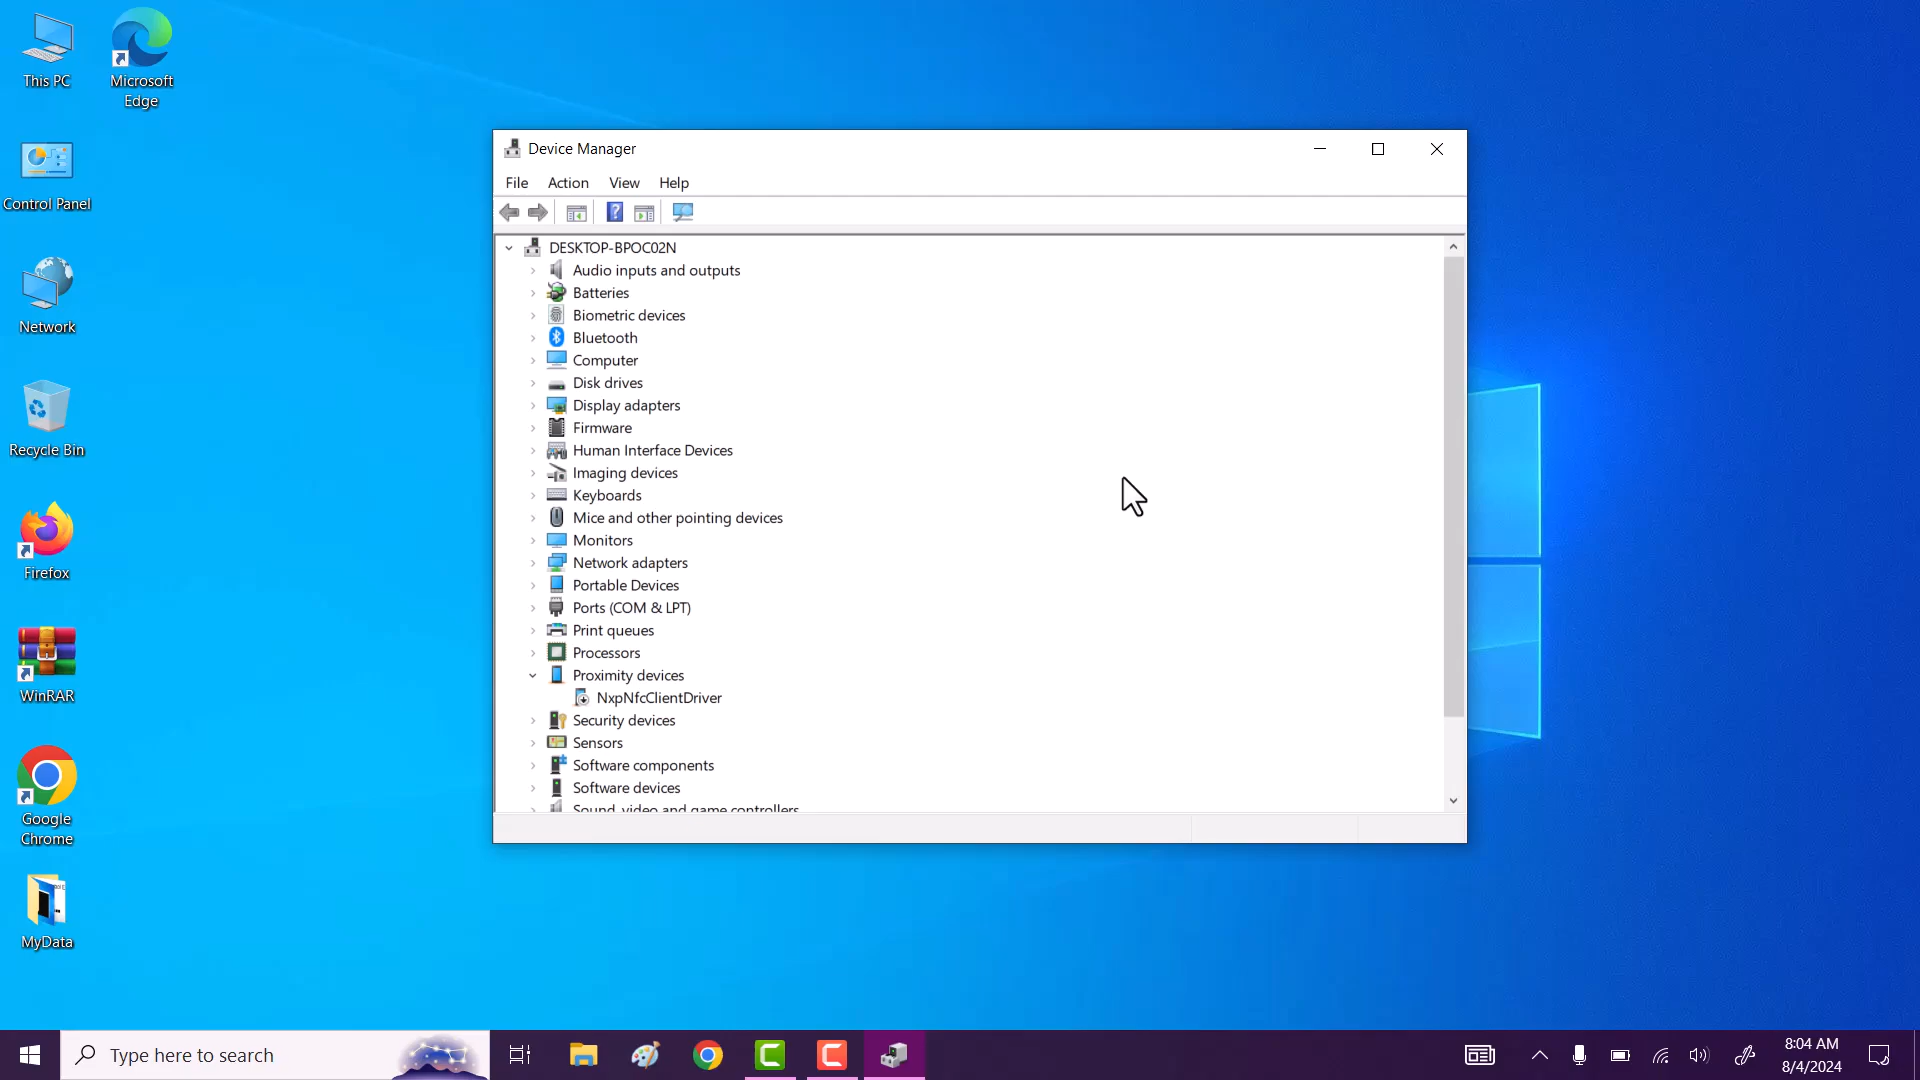 This PC
Microsoft
Edge
Control Panel
Network
Recycle Bin
Firefox
WinRAR
Google
Chrome
MyData
Device Manager
File Action View Help
DESKTOP-BPOC02N
Audio inputs and outputs
Batteries
Biometric devices
Bluetooth
Computer
Disk drives
Display adapters
Firmware
Human Interface Devices
Imaging devices
Keyboards
Mice and other pointing devices
Monitors
Network adapters
Portable Devices
Ports (COM & LPT)
Print queues
Processors
Proximity devices
NxpNfcClientDriver
Security devices
Sensors
Software components
Software devices
Sound, video and game controllers
Type here to search
8:04 AM
8/4/2024